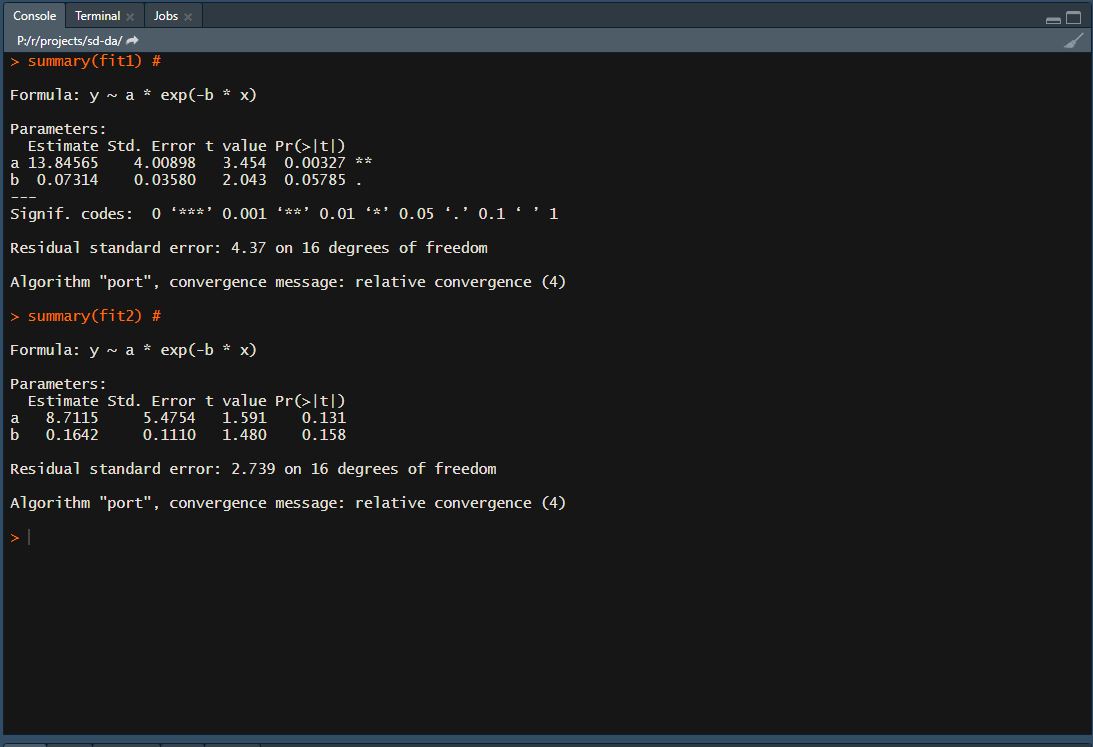 Console Terminal Jobs
P:/r/projects/sd-da/
> summary(fit1) #
Formula: y ~ a * exp(-b * x)
Parameters:
  Estimate Std. Error t value Pr(>|t|)
a 13.84565    4.00898   3.454  0.00327 **
b  0.07314    0.03580   2.043  0.05785 .
---
Signif. codes:  0 ‘***’ 0.001 ‘**’ 0.01 ‘*’ 0.05 ‘.’ 0.1 ‘ ’ 1
Residual standard error: 4.37 on 16 degrees of freedom
Algorithm "port", convergence message: relative convergence (4)
> summary(fit2) #
Formula: y ~ a * exp(-b * x)
Parameters:
  Estimate Std. Error t value Pr(>|t|)
a   8.7115     5.4754   1.591    0.131
b   0.1642     0.1110   1.480    0.158
Residual standard error: 2.739 on 16 degrees of freedom
Algorithm "port", convergence message: relative convergence (4)
>